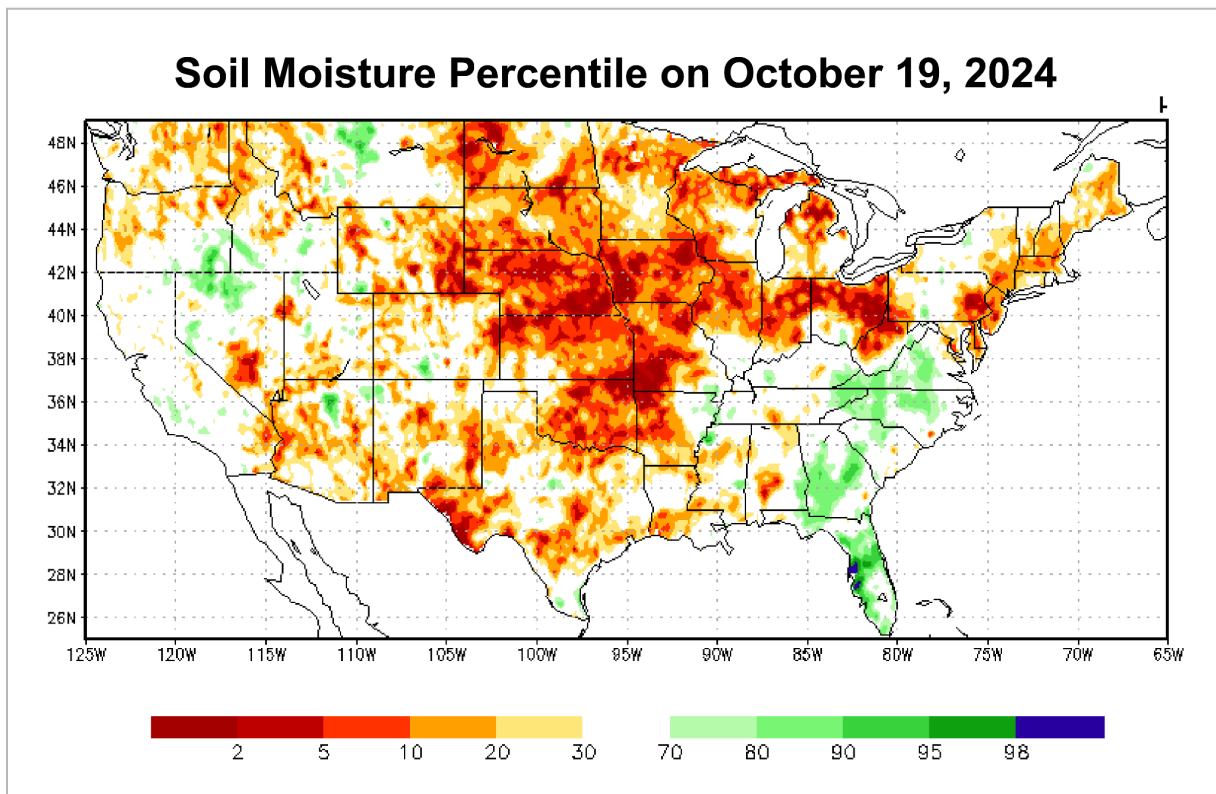 Soil Moisture Percentile on October 19, 2024
48N
46N
44N
42N
40N
38N
36N
34N
32N
30N
28N
26N
125W 120W 115W 110W 105W 100W 95W 90W 85W 80W 75W 70W 65W
2 5 10 20 30 70 80 90 95 98